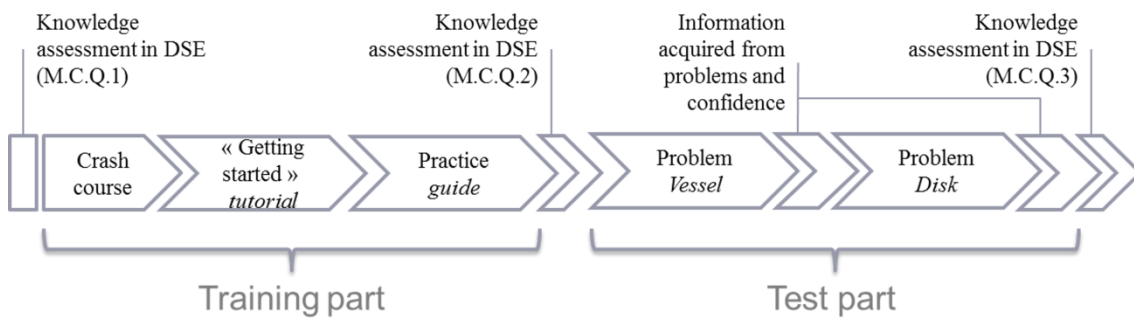 Knowledge
assessment in DSE
(M.C.Q.1)
Knowledge
assessment in DSE
(M.C.Q.2)
Information
acquired from
problems and
confidence
Knowledge
assessment in DSE
(M.C.Q.3)
Crash
course
« Getting
started »
tutorial
Practice
guide
Problem
Vessel
Problem
Disk
Training part
Test part